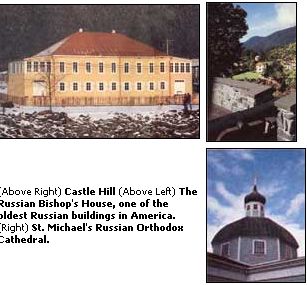 (Above Right) Castle Hill (Above Left) The
Russian Bishop's House, one of the
oldest Russian buildings in America.
(Right) St. Michael's Russian Orthodox
Cathedral.